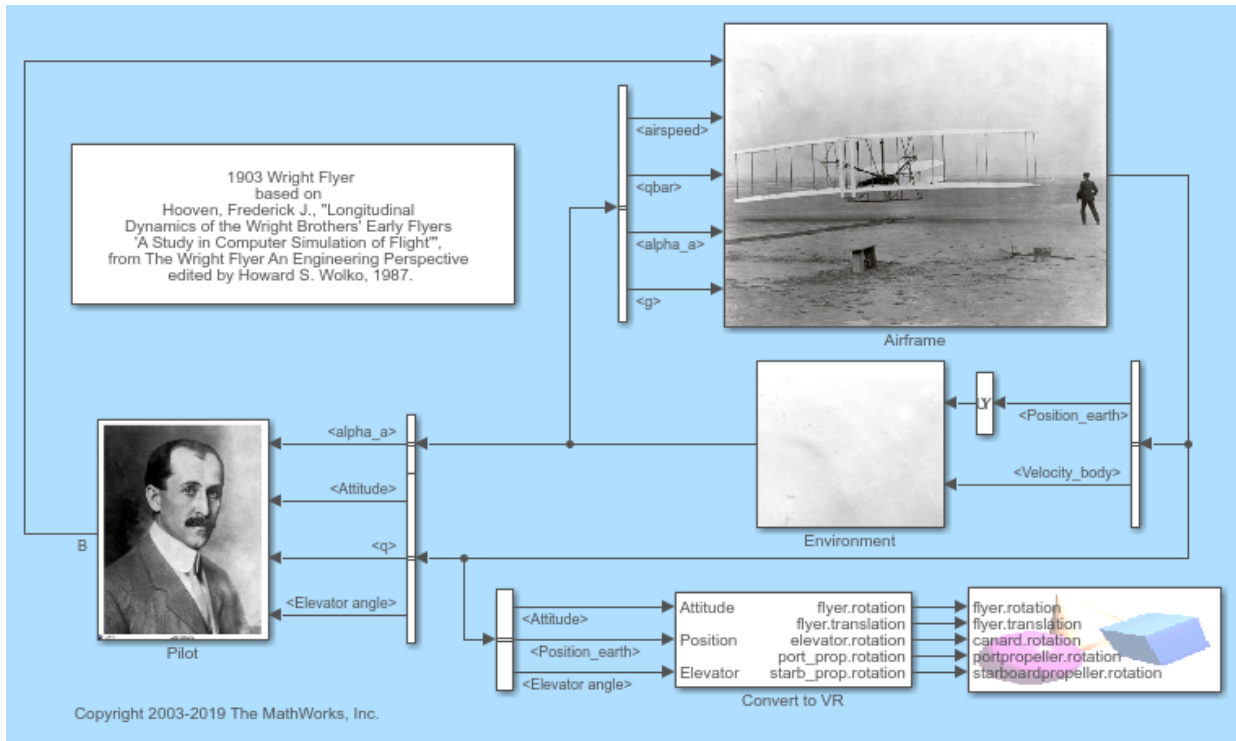 <airspeed>
<qbar>
<alpha_a>
<g>
Airframe
1903 Wright Flyer
based on
Hooven, Frederick J., "Longitudinal
Dynamics of the Wright Brothers' Early Flyers
'A Study in Computer Simulation of Flight'",
from The Wright Flyer An Engineering Perspective
edited by Howard S. Wolko, 1987.
<Position_earth>
<Velocity_body>
Environment
<alpha_a>
<Attitude>
<q>
<Elevator angle>
B
Pilot
<Attitude>
<Position_earth>
<Elevator angle>
Attitude
Position
Elevator
flyer.rotation
flyer.translation
elevator.rotation
port_prop.rotation
starb_prop.rotation
Convert to VR
flyer.rotation
flyer.translation
canard.rotation
portpropeller.rotation
starboardpropeller.rotation
Copyright 2003-2019 The MathWorks, Inc.